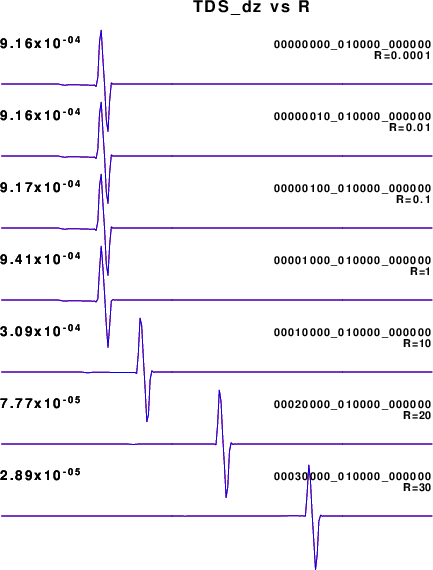 TDS_dz vs R
9.16x10-04 00000000_010000_000000
R=0.0001
9.16x10-04 00000010_010000_000000
R=0.01
9.17x10-04 00000100_010000_000000
R=0.1
9.41x10-04 00001000_010000_000000
R=1
3.09x10-04 00010000_010000_000000
R=10
7.77x10-05 00020000_010000_000000
R=20
2.89x10-05 00030000_010000_000000
R=30